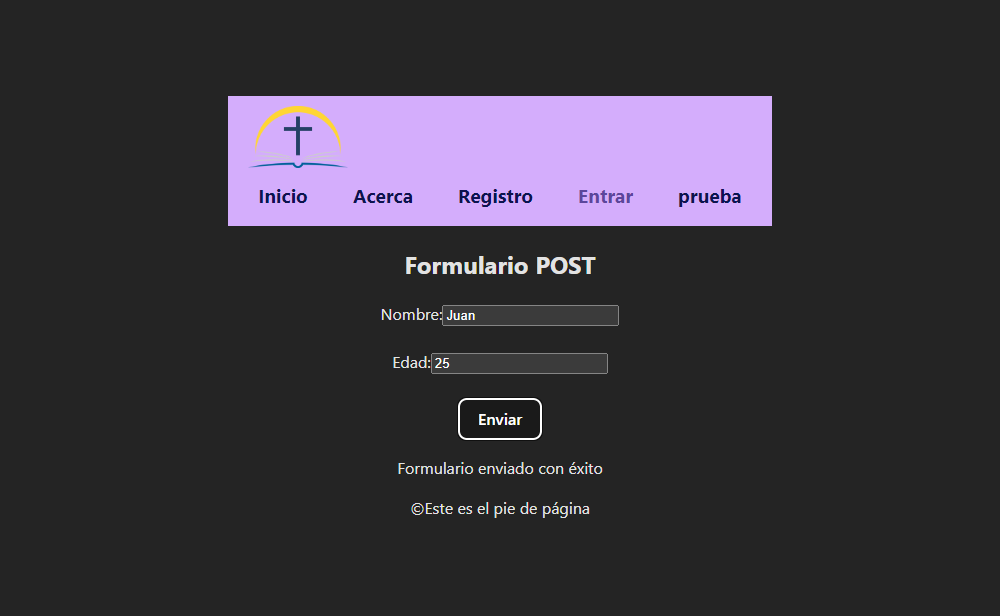 Inicio Acerca Registro Entrar prueba
Formulario POST
Nombre:Juan
Edad:25
Enviar
Formulario enviado con éxito
©Este es el pie de página